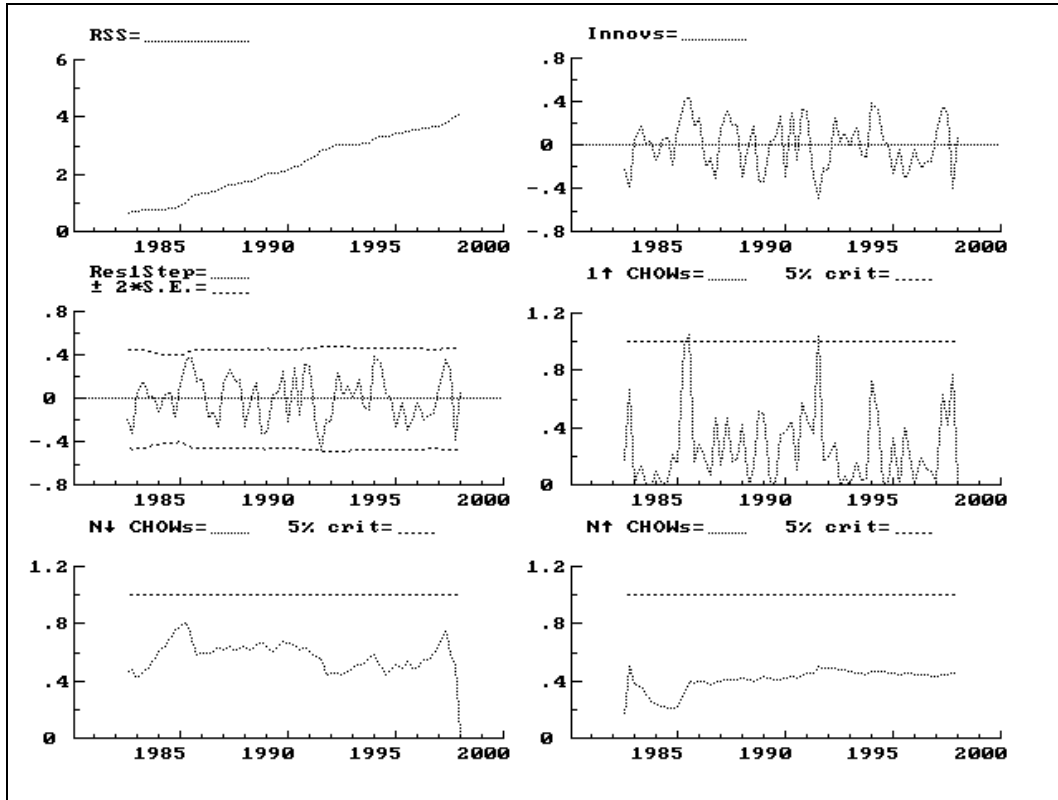 RSS=
6
4
2
0
1985 1990 1995 2000
Innovs=
.8
.4
0
-.4
-.8
1985 1990 1995 2000
Res1Step=
± 2*S.E.=
.8
.4
0
-.4
-.8
1985 1990 1995 2000
1↑ CHOWs= 5% crit=
1.2
.8
.4
0
1985 1990 1995 2000
N↓ CHOWs= 5% crit=
1.2
.8
.4
0
1985 1990 1995 2000
N↑ CHOWs= 5% crit=
1.2
.8
.4
0
1985 1990 1995 2000